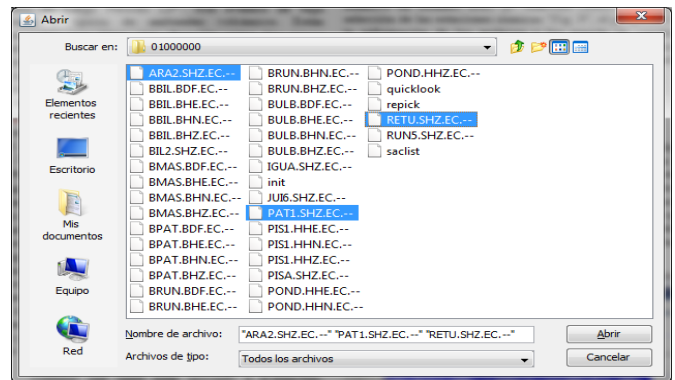 Abrir
Buscar en: 01000000
Elementos recientes
Escritorio
Mis documentos
Equipo
Red
ARA2.SHZ.EC.--
BBIL.BDF.EC.--
BBIL.BHE.EC.--
BBIL.BHN.EC.--
BBIL.BHZ.EC.--
BIL2.SHZ.EC.--
BMAS.BDF.EC.--
BMAS.BHE.EC.--
BMAS.BHN.EC.--
BMAS.BHZ.EC.--
BPAT.BDF.EC.--
BPAT.BHE.EC.--
BPAT.BHN.EC.--
BPAT.BHZ.EC.--
BRUN.BDF.EC.--
BRUN.BHE.EC.--
BRUN.BHN.EC.--
BRUN.BHZ.EC.--
BULB.BDF.EC.--
BULB.BHE.EC.--
BULB.BHN.EC.--
BULB.BHZ.EC.--
IGUA.SHZ.EC.--
init
JUI6.SHZ.EC.--
PAT1.SHZ.EC.--
PIS1.HHE.EC.--
PIS1.HHN.EC.--
PIS1.HHZ.EC.--
PISA.SHZ.EC.--
POND.HHE.EC.--
POND.HHN.EC.--
POND.HHZ.EC.--
quicklook
repick
RETU.SHZ.EC.--
RUN5.SHZ.EC.--
saclist
Nombre de archivo: "ARA2.SHZ.EC.--" "PAT1.SHZ.EC.--" "RETU.SHZ.EC.--"
Abrir
Archivos de tipo: Todos los archivos
Cancelar